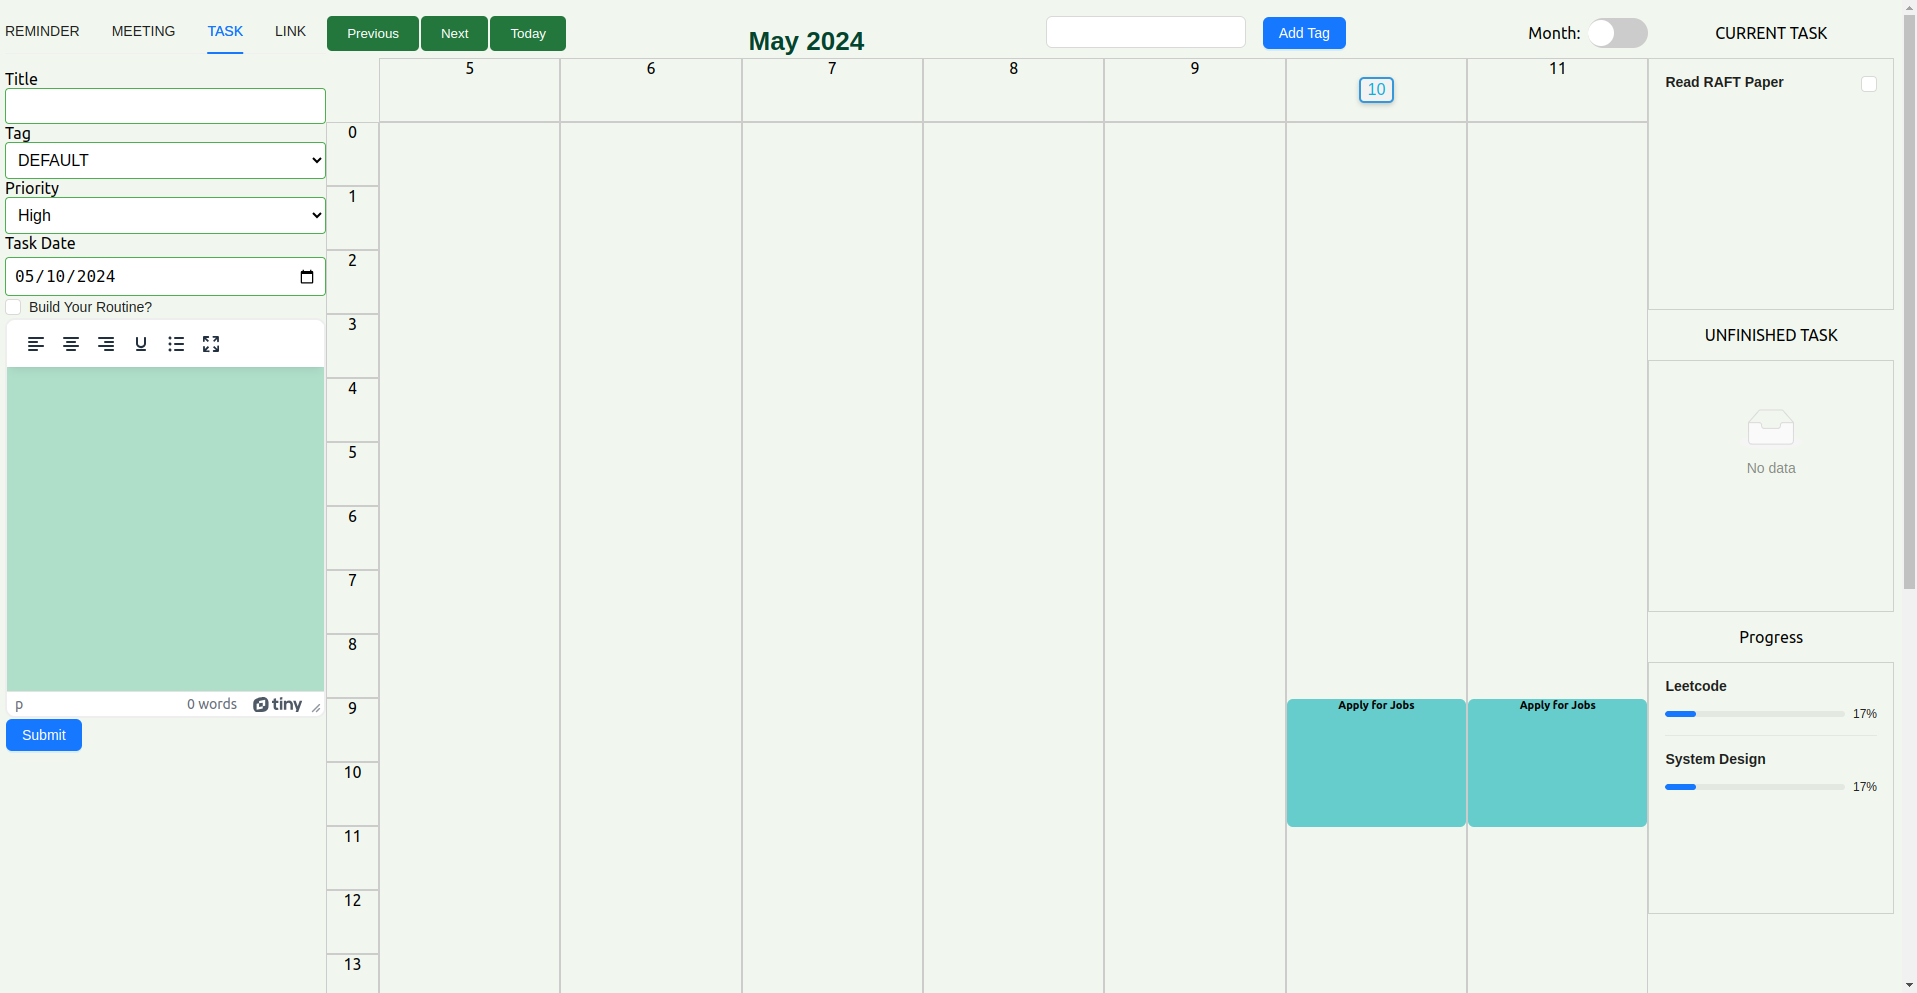 REMINDER MEETING TASK LINK Previous Next Today May 2024 Add Tag Month: CURRENT TASK
Title
Tag
DEFAULT
Priority
High
Task Date
05/10/2024
Build Your Routine?
p 0 words tiny
Submit
5 6 7 8 9 10 11
0
1
2
3
4
5
6
7
8
9
10
11
12
13
Apply for Jobs Apply for Jobs
Read RAFT Paper
UNFINISHED TASK
No data
Progress
Leetcode
17%
System Design
17%